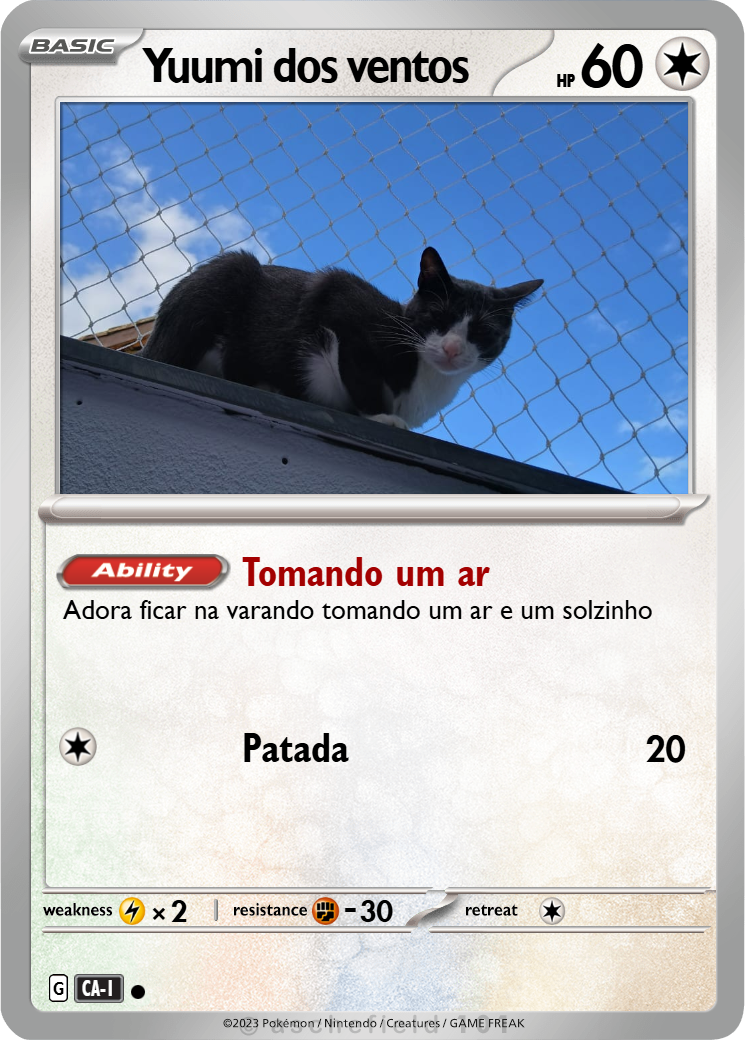 BASIC
Yuumi dos ventos
HP 60
Ability Tomando um ar
Adora ficar na varando tomando um ar e um solzinho
Patada 20
weakness ×2 | resistance -30 retreat
G CA-I
©2023 Pokémon / Nintendo / Creatures / GAME FREAK